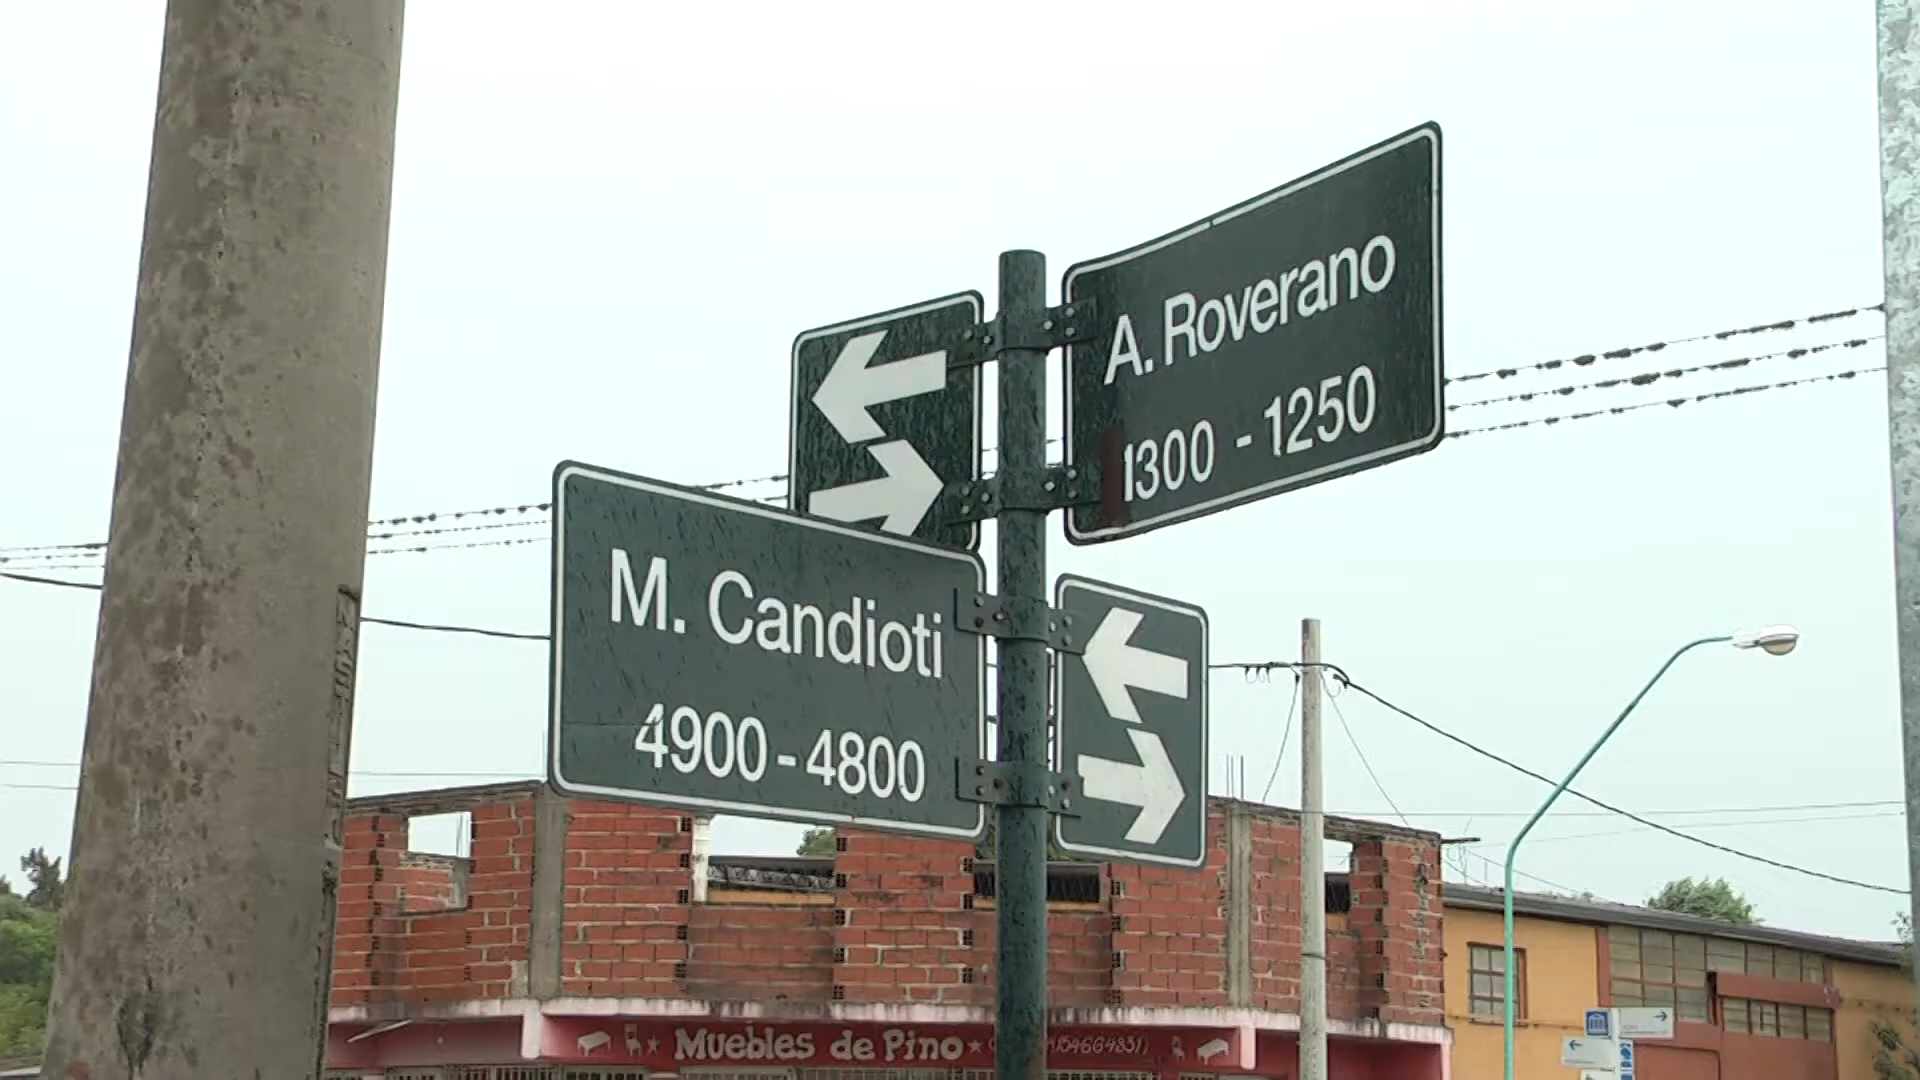 A. Roverano
1300 - 1250
M. Candioti
4900 - 4800
Muebles de Pino